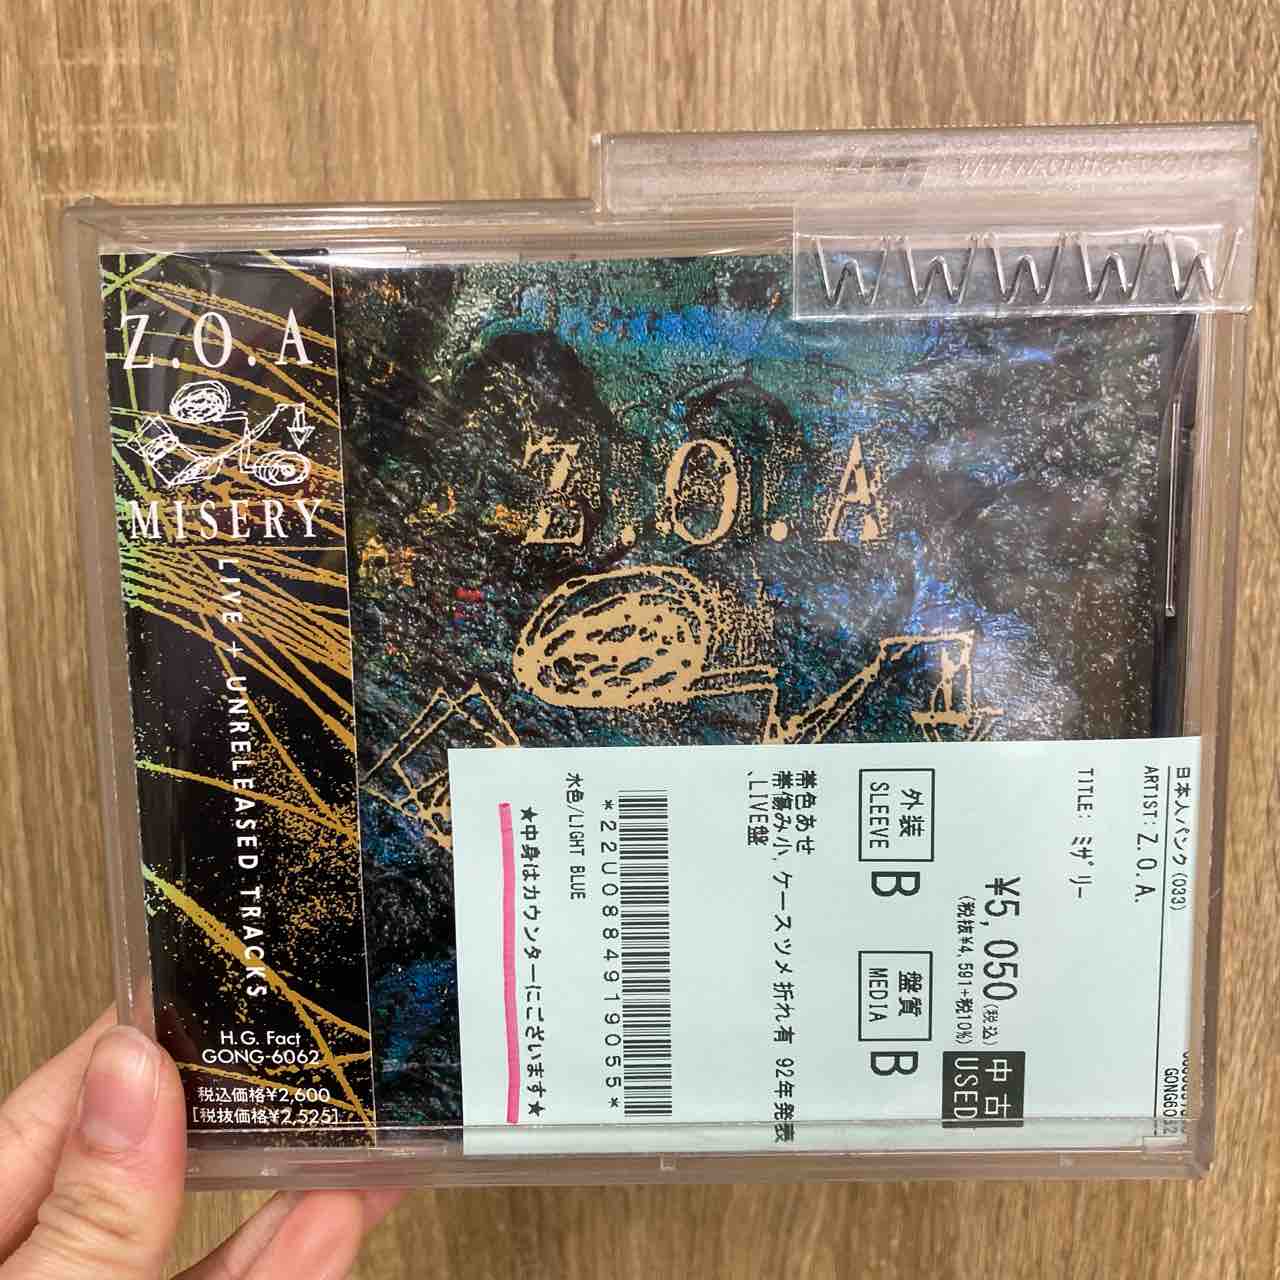 Z.O.A
MISERY
LIVE + UNRELEASED TRACKS
H.G. Fact
GONG-6062
税込価格¥2,600
[税抜価格¥2,525]
Z.O.A
日本人パンク(033)
ARTIST: Z.O.A.
TITLE: ミザリー
¥5,050(税込)
(税抜¥4,591+税10%)
中古
USED
外装
SLEEVE
B
盤質
MEDIA
B
帯色あせ
帯傷み小,ケースツメ折れ有 92年発表
、LIVE盤
*22U0884919055*
水色/LIGHT BLUE
★中身はカウンターにございます★